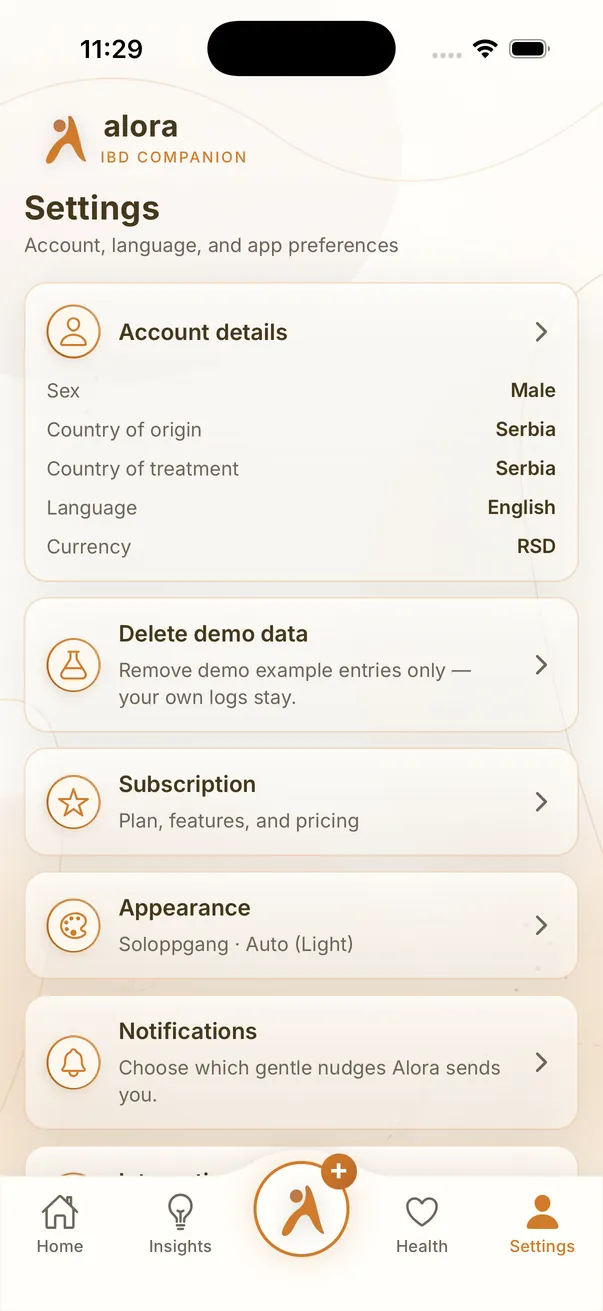 11:29
alora
IBD COMPANION
Settings
Account, language, and app preferences
Account details
Sex Male
Country of origin Serbia
Country of treatment Serbia
Language English
Currency RSD
Delete demo data
Remove demo example entries only —
your own logs stay.
Subscription
Plan, features, and pricing
Appearance
Soloppgang · Auto (Light)
Notifications
Choose which gentle nudges Alora sends
you.
Home Insights Health Settings